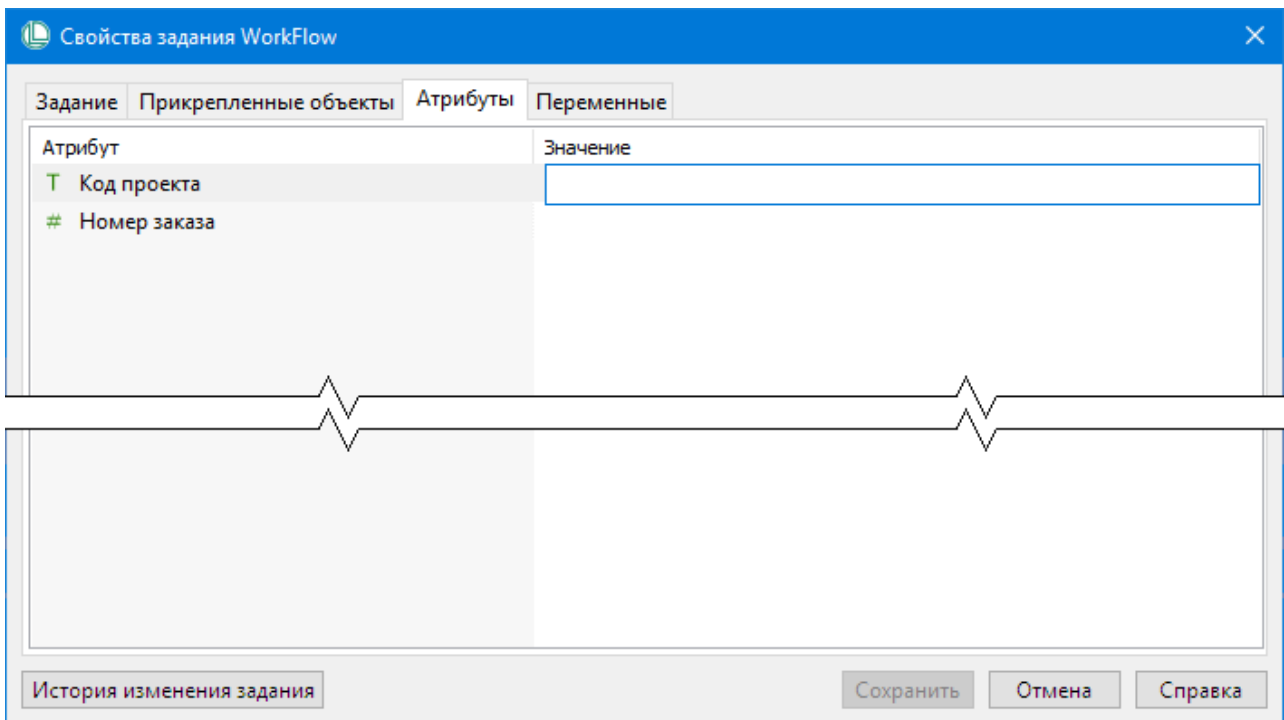 Свойства задания WorkFlow
Задание Прикрепленные объекты Атрибуты Переменные
Атрибут Значение
T Код проекта
# Номер заказа
История изменения задания Сохранить Отмена Справка